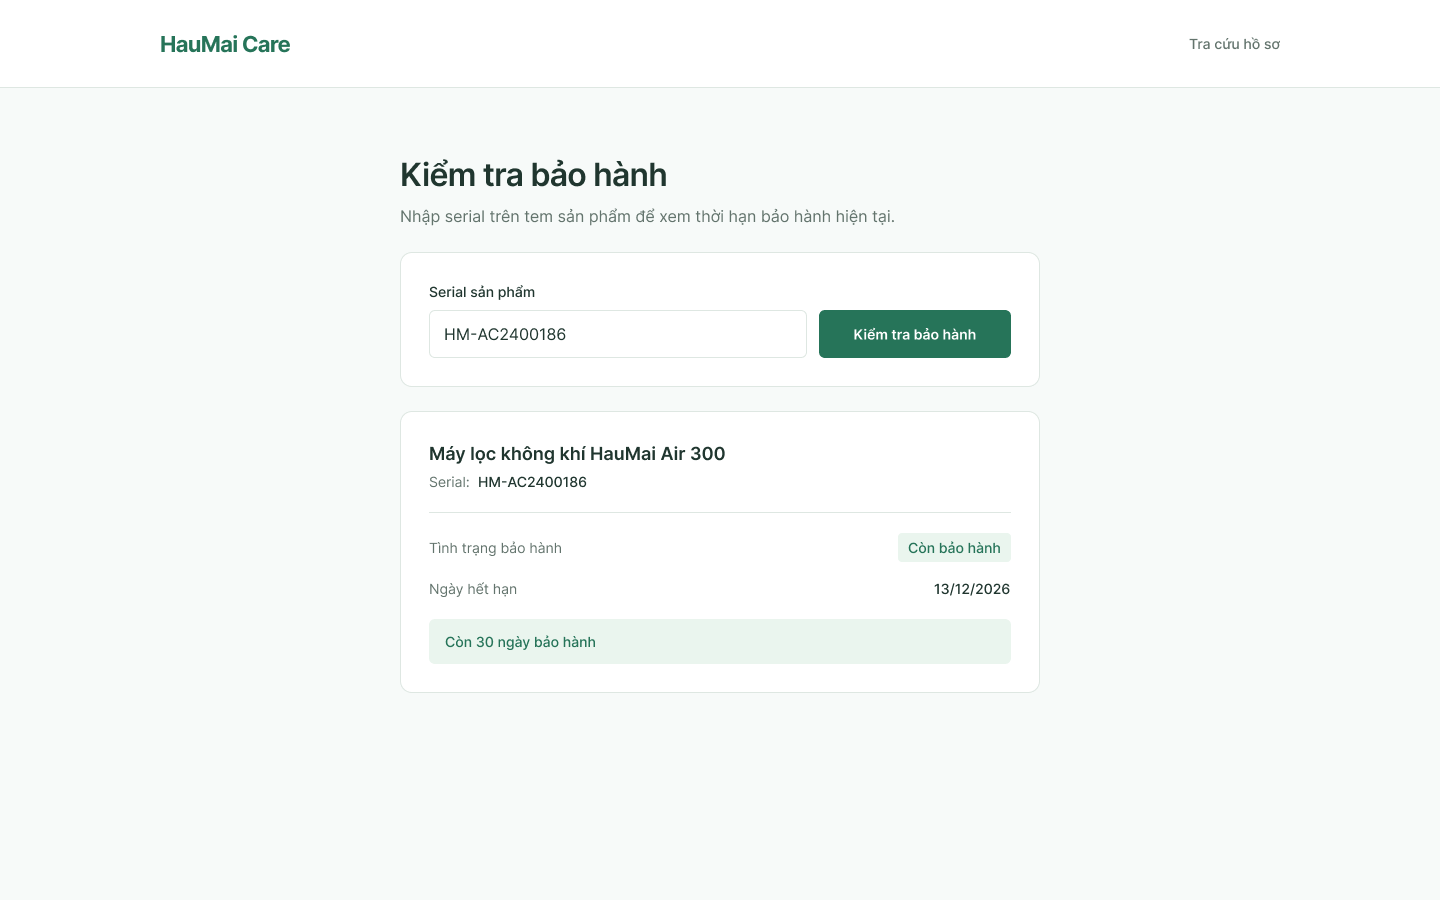 HauMai Care
Tra cứu hồ sơ
Kiểm tra bảo hành
Nhập serial trên tem sản phẩm để xem thời hạn bảo hành hiện tại.
Serial sản phẩm
HM-AC2400186
Kiểm tra bảo hành
Máy lọc không khí HauMai Air 300
Serial: HM-AC2400186
Tình trạng bảo hành
Còn bảo hành
Ngày hết hạn
13/12/2026
Còn 30 ngày bảo hành